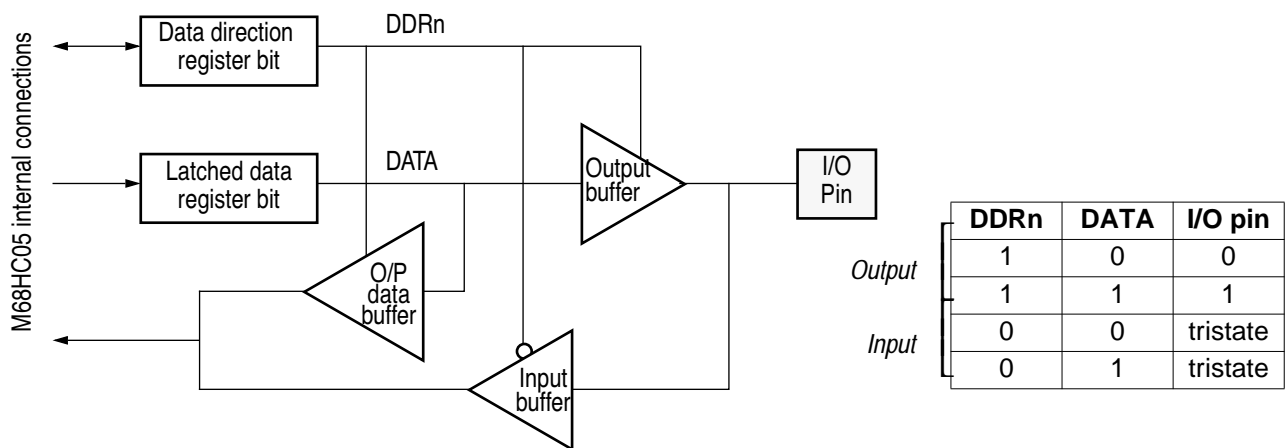 M68HC05 internal connections
Data direction
register bit
DDRn
Latched data
register bit
DATA
Output
buffer
I/O
Pin
O/P
data
buffer
Input
buffer
DDRn DATA I/O pin
Output
1 0 0
1 1 1
Input
0 0 tristate
0 1 tristate